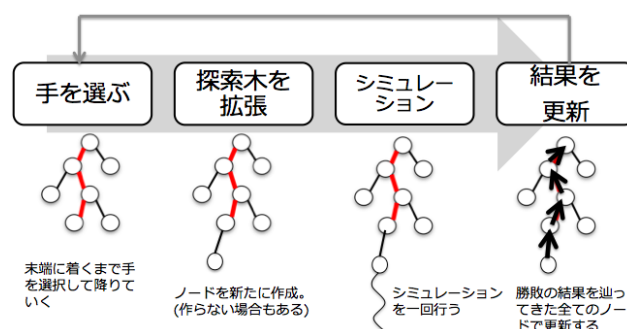 手を選ぶ
探索木を
拡張
シミュレー
ション
結果を
更新
末端に着くまで手
を選択して降りて
いく
ノードを新たに作成。
(作らない場合もある)
シミュレーション
を一回行う
勝敗の結果を辿っ
てきた全てのノー
ドで更新する